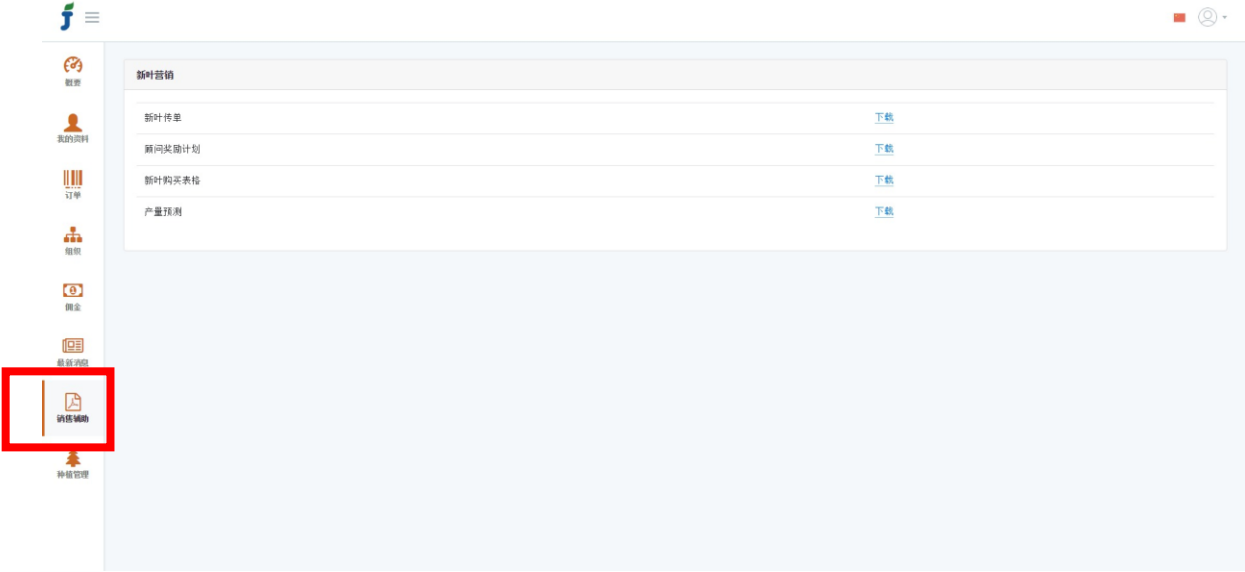 概要
我的资料
订单
组织
佣金
最新消息
销售辅助
种植管理
新叶营销
新叶传单 下载
顾问奖励计划 下载
新叶购买表格 下载
产量预测 下载